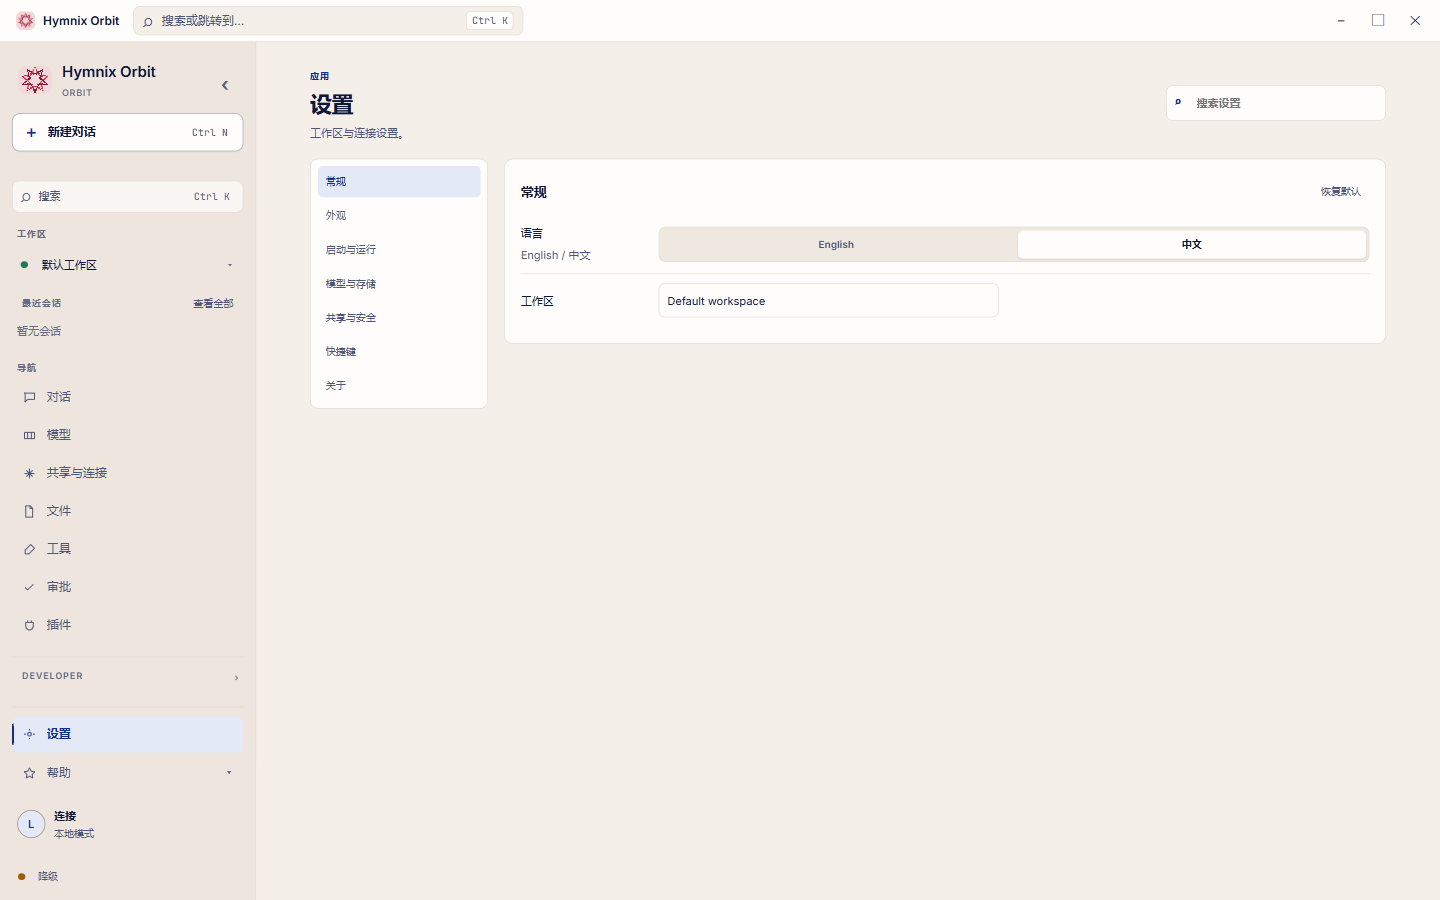 Hymnix Orbit
搜索或跳转到... Ctrl K
Hymnix Orbit
ORBIT
新建对话 Ctrl N
搜索 Ctrl K
工作区
默认工作区
最近会话 查看全部
暂无会话
导航
对话
模型
共享与连接
文件
工具
审批
插件
DEVELOPER
设置
帮助
L
连接
本地模式
降级
应用
设置
工作区与连接设置。
搜索设置
常规
外观
启动与运行
模型与存储
共享与安全
快捷键
关于
常规 恢复默认
语言
English / 中文
English 中文
工作区 Default workspace